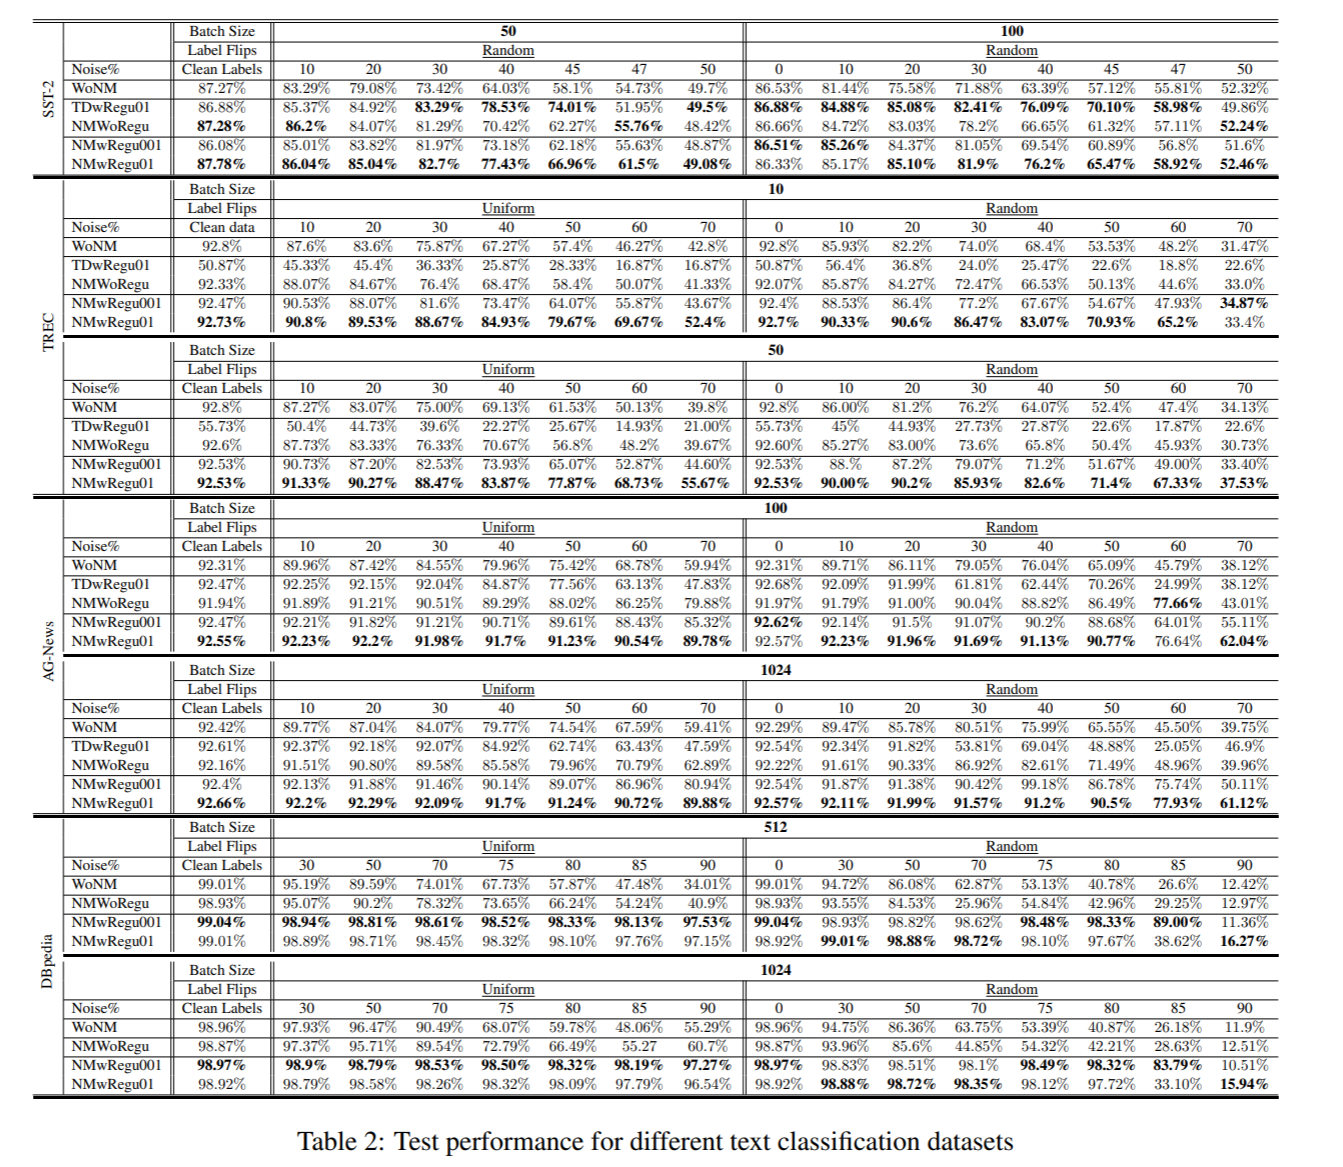 SST-2
Batch Size 50 100
Label Flips Random Random
Noise% Clean Labels 10 20 30 40 45 47 50 0 10 20 30 40 45 47 50
WoNM 87.27% 83.29% 79.08% 73.42% 64.03% 58.1% 54.73% 49.7% 86.53% 81.44% 75.58% 71.88% 63.39% 57.12% 55.81% 52.32%
TDwRegu01 86.88% 85.37% 84.92% 83.29% 78.53% 74.01% 51.95% 49.5% 86.88% 84.88% 85.08% 82.41% 76.09% 70.10% 58.98% 49.86%
NMWoRegu 87.28% 86.2% 84.07% 81.29% 70.42% 62.27% 55.76% 48.42% 86.66% 84.72% 83.03% 78.2% 66.65% 61.32% 57.11% 52.24%
NMwRegu001 86.08% 85.01% 83.82% 81.97% 73.18% 62.18% 55.63% 48.87% 86.51% 85.26% 84.37% 81.05% 69.54% 60.89% 56.8% 51.6%
NMwRegu01 87.78% 86.04% 85.04% 82.7% 77.43% 66.96% 61.5% 49.08% 86.33% 85.17% 85.10% 81.9% 76.2% 65.47% 58.92% 52.46%
TREC
Batch Size 10
Label Flips Uniform Random
Noise% Clean data 10 20 30 40 50 60 70 0 10 20 30 40 50 60 70
WoNM 92.8% 87.6% 83.6% 75.87% 67.27% 57.4% 46.27% 42.8% 92.8% 85.93% 82.2% 74.0% 68.4% 53.53% 48.2% 31.47%
TDwRegu01 50.87% 45.33% 45.4% 36.33% 25.87% 28.33% 16.87% 16.87% 50.87% 56.4% 36.8% 24.0% 25.47% 22.6% 18.8% 22.6%
NMWoRegu 92.33% 88.07% 84.67% 76.4% 68.47% 58.4% 50.07% 41.33% 92.07% 85.87% 84.27% 72.47% 66.53% 50.13% 44.6% 33.0%
NMwRegu001 92.47% 90.53% 88.07% 81.6% 73.47% 64.07% 55.87% 43.67% 92.4% 88.53% 86.4% 77.2% 67.67% 54.67% 47.93% 34.87%
NMwRegu01 92.73% 90.8% 89.53% 88.67% 84.93% 79.67% 69.67% 52.4% 92.7% 90.33% 90.6% 86.47% 83.07% 70.93% 65.2% 33.4%
Batch Size 50
Label Flips Uniform Random
Noise% Clean Labels 10 20 30 40 50 60 70 0 10 20 30 40 50 60 70
WoNM 92.8% 87.27% 83.07% 75.00% 69.13% 61.53% 50.13% 39.8% 92.8% 86.00% 81.2% 76.2% 64.07% 52.4% 47.4% 34.13%
TDwRegu01 55.73% 50.4% 44.73% 39.6% 22.27% 25.67% 14.93% 21.00% 55.73% 45% 44.93% 27.73% 27.87% 22.6% 17.87% 22.6%
NMWoRegu 92.6% 87.73% 83.33% 76.33% 70.67% 56.8% 48.2% 39.67% 92.60% 85.27% 83.00% 73.6% 65.8% 50.4% 45.93% 30.73%
NMwRegu001 92.53% 90.73% 87.20% 82.53% 73.93% 65.07% 52.87% 44.60% 92.53% 88.% 87.2% 79.07% 71.2% 51.67% 49.00% 33.40%
NMwRegu01 92.53% 91.33% 90.27% 88.47% 83.87% 77.87% 68.73% 55.67% 92.53% 90.00% 90.2% 85.93% 82.6% 71.4% 67.33% 37.53%
AG-News
Batch Size 100
Label Flips Uniform Random
Noise% Clean Labels 10 20 30 40 50 60 70 0 10 20 30 40 50 60 70
WoNM 92.31% 89.96% 87.42% 84.55% 79.96% 75.42% 68.78% 59.94% 92.31% 89.71% 86.11% 79.05% 76.04% 65.09% 45.79% 38.12%
TDwRegu01 92.47% 92.25% 92.15% 92.04% 84.87% 77.56% 63.13% 47.83% 92.68% 92.09% 91.99% 61.81% 62.44% 70.26% 24.99% 38.12%
NMWoRegu 91.94% 91.89% 91.21% 90.51% 89.29% 88.02% 86.25% 79.88% 91.97% 91.79% 91.00% 90.04% 88.82% 86.49% 77.66% 43.01%
NMwRegu001 92.47% 92.21% 91.82% 91.21% 90.71% 89.61% 88.43% 85.32% 92.62% 92.14% 91.5% 91.07% 90.2% 88.68% 64.01% 55.11%
NMwRegu01 92.55% 92.23% 92.2% 91.98% 91.7% 91.23% 90.54% 89.78% 92.57% 92.23% 91.96% 91.69% 91.13% 90.77% 76.64% 62.04%
Batch Size 1024
Label Flips Uniform Random
Noise% Clean Labels 10 20 30 40 50 60 70 0 10 20 30 40 50 60 70
WoNM 92.42% 89.77% 87.04% 84.07% 79.77% 74.54% 67.59% 59.41% 92.29% 89.47% 85.78% 80.51% 75.99% 65.55% 45.50% 39.75%
TDwRegu01 92.61% 92.37% 92.18% 92.07% 84.92% 62.74% 63.43% 47.59% 92.54% 92.34% 91.82% 53.81% 69.04% 48.88% 25.05% 46.9%
NMWoRegu 92.16% 91.51% 90.80% 89.58% 85.58% 79.96% 70.79% 62.89% 92.22% 91.61% 90.33% 86.92% 82.61% 71.49% 48.96% 39.96%
NMwRegu001 92.4% 92.13% 91.88% 91.46% 90.14% 89.07% 86.96% 80.94% 92.54% 91.87% 91.38% 90.42% 99.18% 86.78% 75.74% 50.11%
NMwRegu01 92.66% 92.2% 92.29% 92.09% 91.7% 91.24% 90.72% 89.88% 92.57% 92.11% 91.99% 91.57% 91.2% 90.5% 77.93% 61.12%
DBpedia
Batch Size 512
Label Flips Uniform Random
Noise% Clean Labels 30 50 70 75 80 85 90 0 30 50 70 75 80 85 90
WoNM 99.01% 95.19% 89.59% 74.01% 67.73% 57.87% 47.48% 34.01% 99.01% 94.72% 86.08% 62.87% 53.13% 40.78% 26.6% 12.42%
NMWoRegu 98.93% 95.07% 90.2% 78.32% 73.65% 66.24% 54.24% 40.9% 98.93% 93.55% 84.53% 25.96% 54.84% 42.96% 29.25% 12.97%
NMwRegu001 99.04% 98.94% 98.81% 98.61% 98.52% 98.33% 98.13% 97.53% 99.04% 98.93% 98.82% 98.62% 98.48% 98.33% 89.00% 11.36%
NMwRegu01 99.01% 98.89% 98.71% 98.45% 98.32% 98.10% 97.76% 97.15% 98.92% 99.01% 98.88% 98.72% 98.10% 97.67% 38.62% 16.27%
Batch Size 1024
Label Flips Uniform Random
Noise% Clean Labels 30 50 70 75 80 85 90 0 30 50 70 75 80 85 90
WoNM 98.96% 97.93% 96.47% 90.49% 68.07% 59.78% 48.06% 55.29% 98.96% 94.75% 86.36% 63.75% 53.39% 40.87% 26.18% 11.9%
NMWoRegu 98.87% 97.37% 95.71% 89.54% 72.79% 66.49% 55.27 60.7% 98.87% 93.96% 85.6% 44.85% 54.32% 42.21% 28.63% 12.51%
NMwRegu001 98.97% 98.9% 98.79% 98.53% 98.50% 98.32% 98.19% 97.27% 98.97% 98.83% 98.51% 98.1% 98.49% 98.32% 83.79% 10.51%
NMwRegu01 98.92% 98.79% 98.58% 98.26% 98.32% 98.09% 97.79% 96.54% 98.92% 98.88% 98.72% 98.35% 98.12% 97.72% 33.10% 15.94%
Table 2: Test performance for different text classification datasets